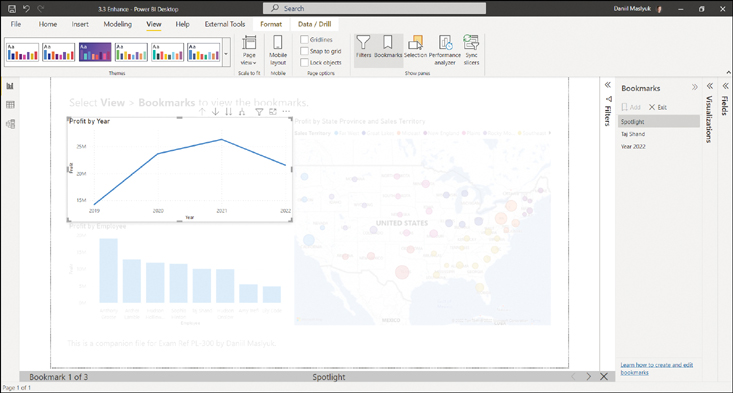 3.3 Enhance - Power BI Desktop
Search
Daniil Maslyuk
File
Home
Insert
Modeling
View
Help
External Tools
Format
Data / Drill
Aa
Aa
Aa
Aa
Aa
Themes
Page
view
Scale to fit
Mobile
layout
Mobile
Gridlines
Snap to grid
Lock objects
Page options
Filters
Bookmarks
Selection
Performance
analyzer
Sync
slicers
Show panes
Select View > Bookmarks to view the bookmarks.
Profit by Year
25M
20M
15M
Profit
2019
2020
2021
2022
Year
Profit by State Province and Sales Territory
Sales Territory
UNITED STATES
MEXICO
Profit by Employee
This is a companion file for Exam Ref PL-300 by Daniil Maslyuk.
Filters
Bookmarks
Add
Exit
Spotlight
Taj Shand
Year 2022
Learn how to create and edit
bookmarks
Visualizations
Fields
Bookmark 1 of 3
Spotlight
Page 1 of 1